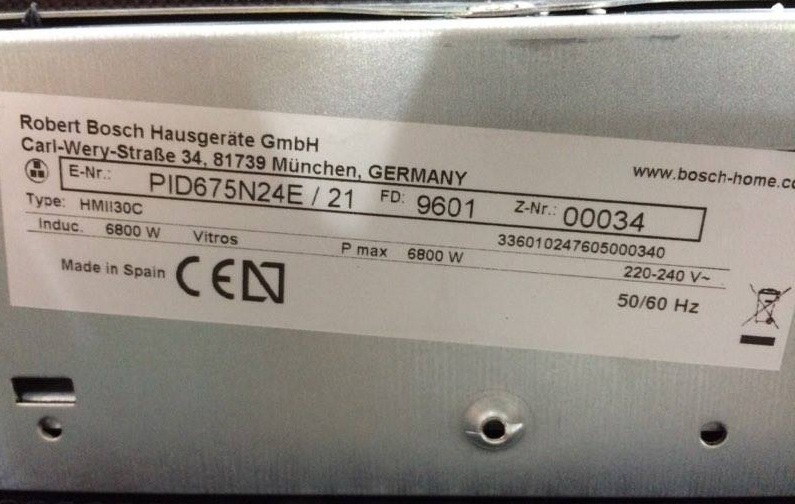 Robert Bosch Hausgeräte GmbH
Carl-Wery-Straße 34, 81739 München, GERMANY
www.bosch-home.co
E-Nr.: PID675N24E / 21 FD: 9601 Z-Nr.: 00034
Type: HMII30C 336010247605000340
Induc. 6800 W Vitros P max 6800 W 220-240 V~
Made in Spain CE N 50/60 Hz